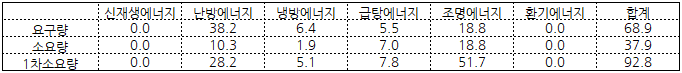 신재생에너지 난방에너지 냉방에너지 급탕에너지 조명에너지 환기에너지 합계
요구량 0.0 38.2 6.4 5.5 18.8 0.0 68.9
소요량 0.0 10.3 1.9 7.0 18.8 0.0 37.9
1차소요량 0.0 28.2 5.1 7.8 51.7 0.0 92.8